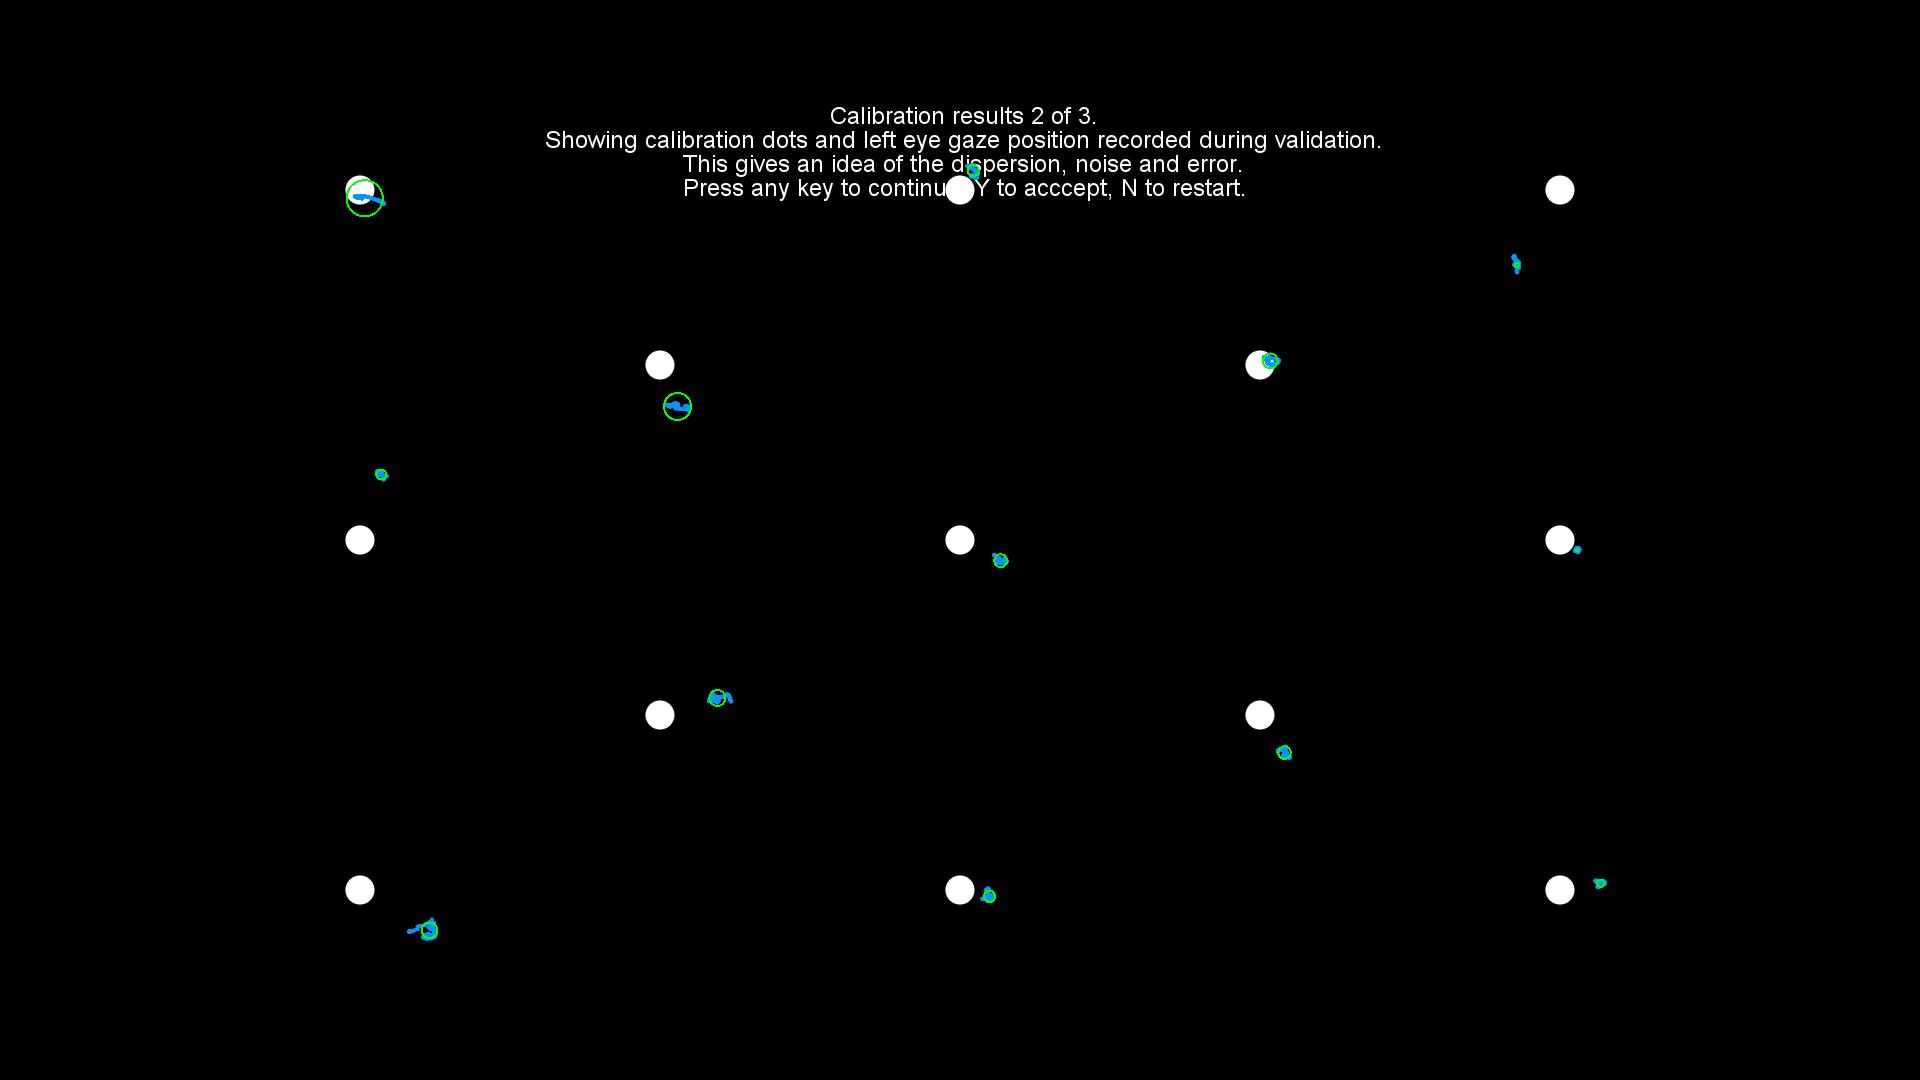 Calibration results 2 of 3.
Showing calibration dots and left eye gaze position recorded during validation.
This gives an idea of the dispersion, noise and error.
Press any key to continu Y to acccept, N to restart.